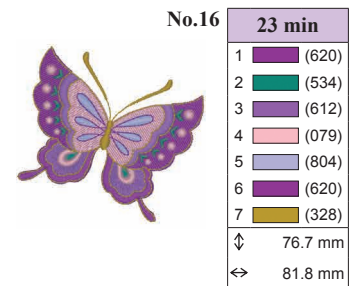 No.16
23 min
1 (620)
2 (534)
3 (612)
4 (079)
5 (804)
6 (620)
7 (328)
⇕ 76.7 mm
⇔ 81.8 mm